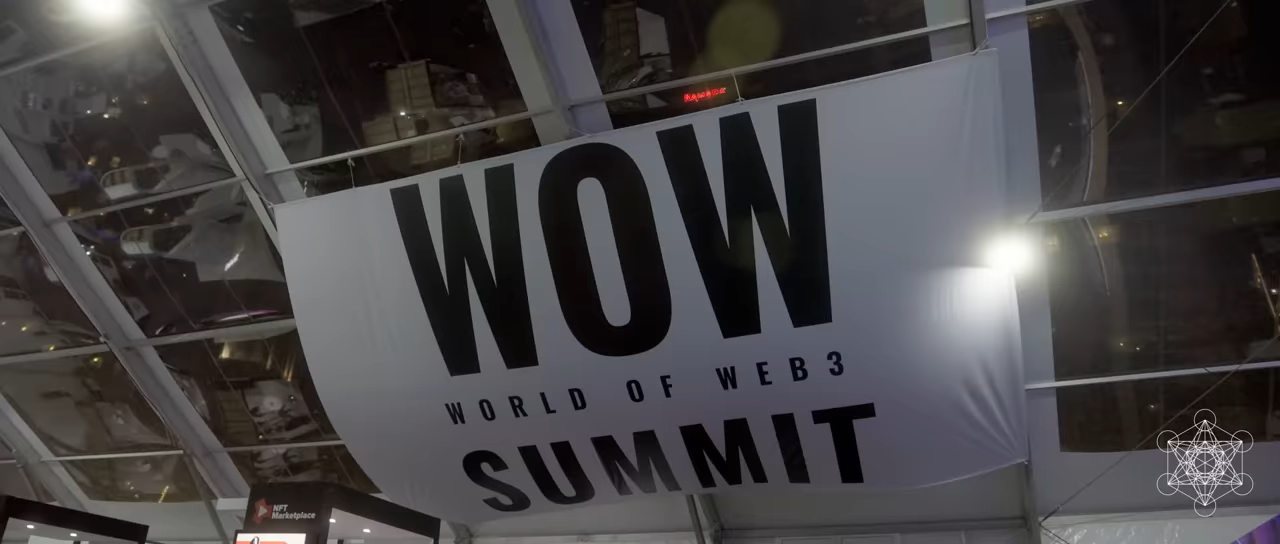 WOW
WORLD OF WEB3
SUMMIT
NFT
Marketplace